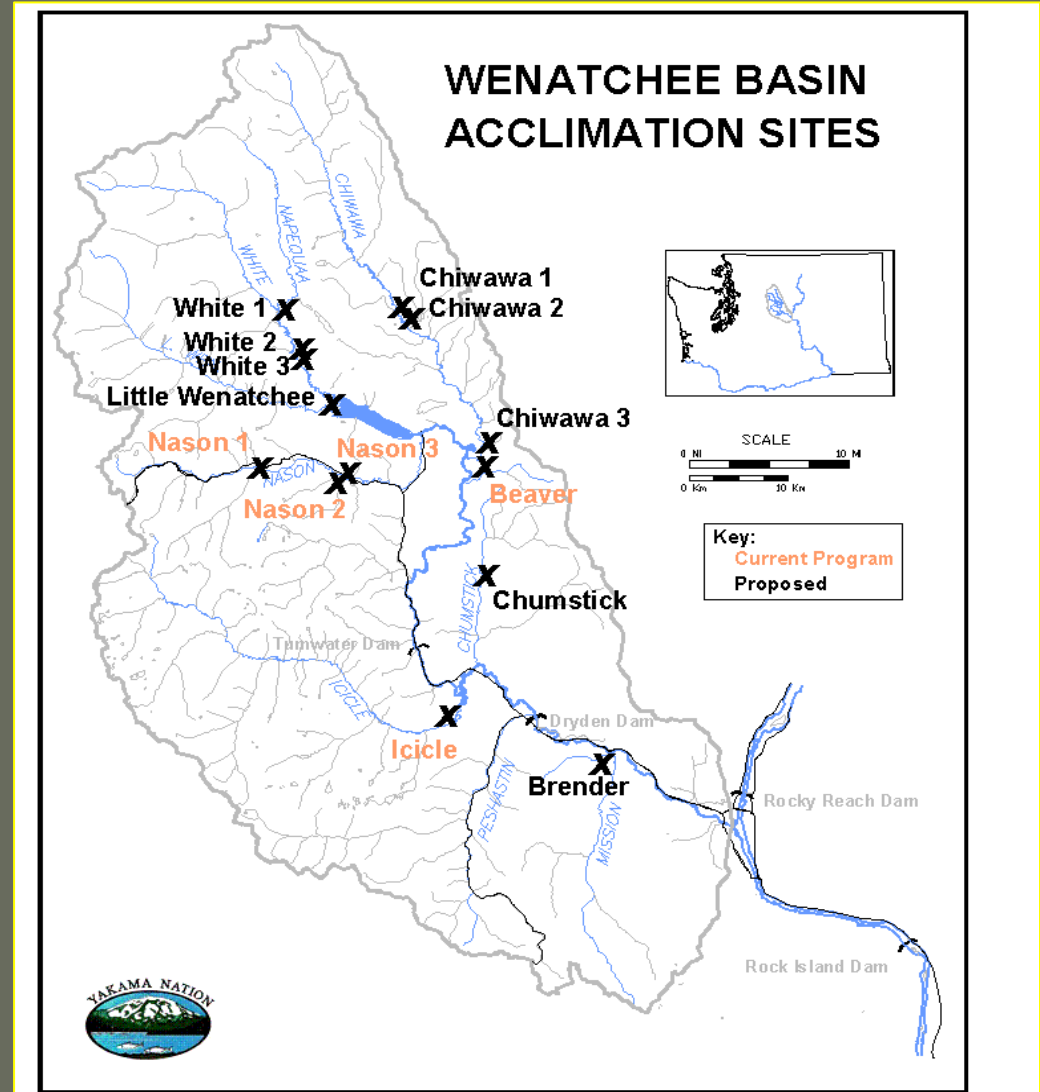 WENATCHEE BASIN
ACCLIMATION SITES
CHIWAWA
NAPEQUAA
WHITE
Chiwawa 1
White 1
Chiwawa 2
White 2
White 3
Little Wenatchee
Chiwawa 3
Nason 1
Nason 3
NASON
Beaver
Nason 2
SCALE
10 MI
0 Km
10 Km
Key:
Current Program
Proposed
Chumstick
CHUMSTICK
Tumwater Dam
ICICLE
Icicle
Dryden Dam
Brender
PESHASTIN
MISSION
Rocky Reach Dam
Rock Island Dam
YAKAMA NATION